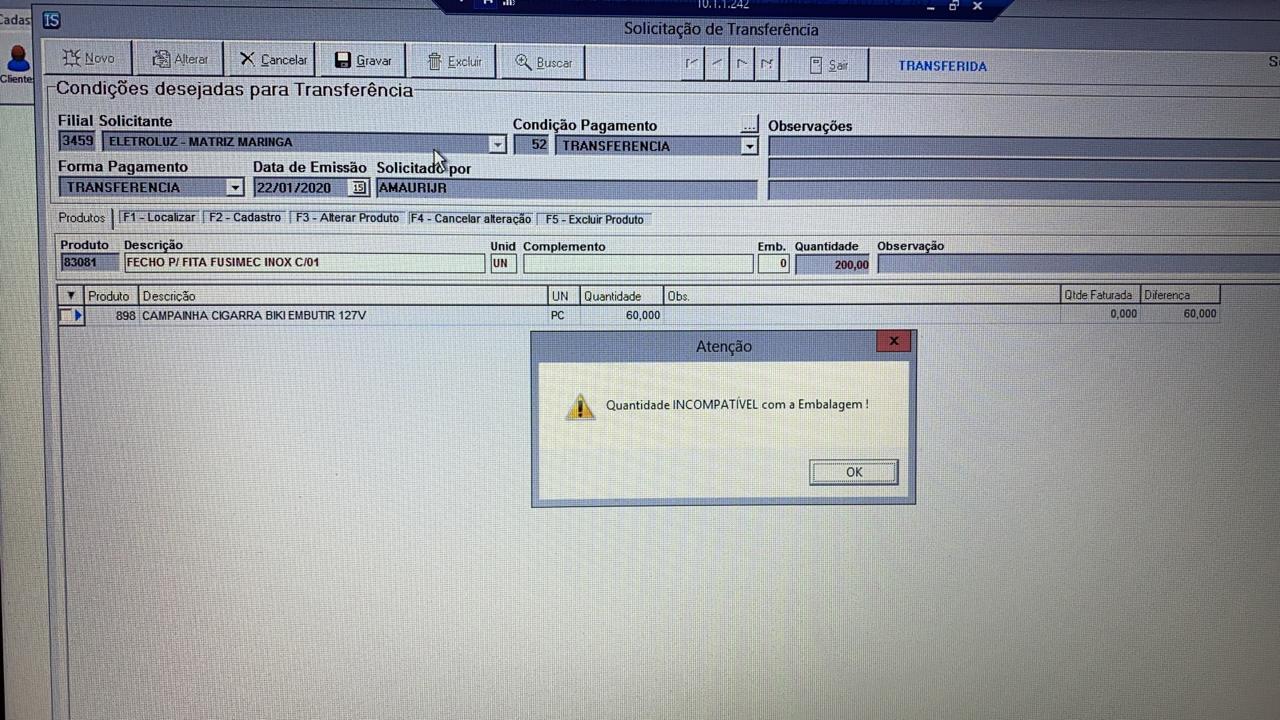 10.1.1.242
Cadas
IS
Solicitação de Transferência
Cliente
Novo Alterar Cancelar Gravar Excluir Buscar Sair TRANSFERIDA
Condições desejadas para Transferência
Filial Solicitante Condição Pagamento ... Observações
3459 ELETROLUZ - MATRIZ MARINGA 52 TRANSFERENCIA
Forma Pagamento Data de Emissão Solicitado por
TRANSFERENCIA 22/01/2020 15 AMAURIJR
Produtos F1 - Localizar F2 - Cadastro F3 - Alterar Produto F4 - Cancelar alteração F5 - Excluir Produto
Produto Descrição Unid Complemento Emb. Quantidade Observação
83081 FECHO P/ FITA FUSIMEC INOX C/01 UN 0 200,00
Produto Descrição UN Quantidade Obs. Qtde Faturada Diferença
898 CAMPAINHA CIGARRA BIKI EMBUTIR 127V PC 60,000 0,000 60,000
Atenção
Quantidade INCOMPATÍVEL com a Embalagem !
OK